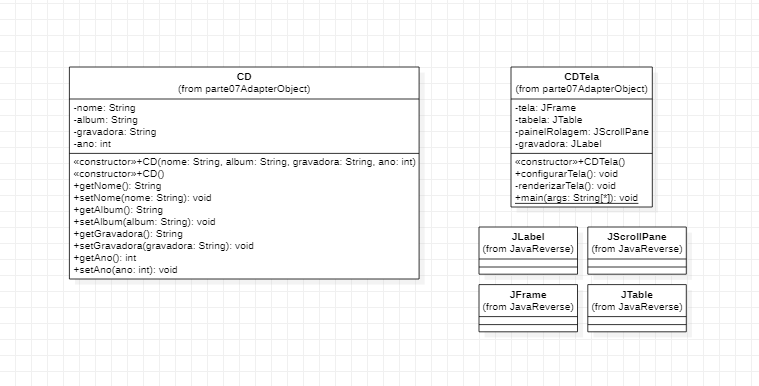 CD
(from parte07AdapterObject)
-nome: String
-album: String
-gravadora: String
-ano: int
«constructor»+CD(nome: String, album: String, gravadora: String, ano: int)
«constructor»+CD()
+getNome(): String
+setNome(nome: String): void
+getAlbum(): String
+setAlbum(album: String): void
+getGravadora(): String
+setGravadora(gravadora: String): void
+getAno(): int
+setAno(ano: int): void
CDTela
(from parte07AdapterObject)
-tela: JFrame
-tabela: JTable
-painelRolagem: JScrollPane
-gravadora: JLabel
«constructor»+CDTela()
+configurarTela(): void
-renderizarTela(): void
+main(args: String[*]): void
JLabel
(from JavaReverse)
JScrollPane
(from JavaReverse)
JFrame
(from JavaReverse)
JTable
(from JavaReverse)